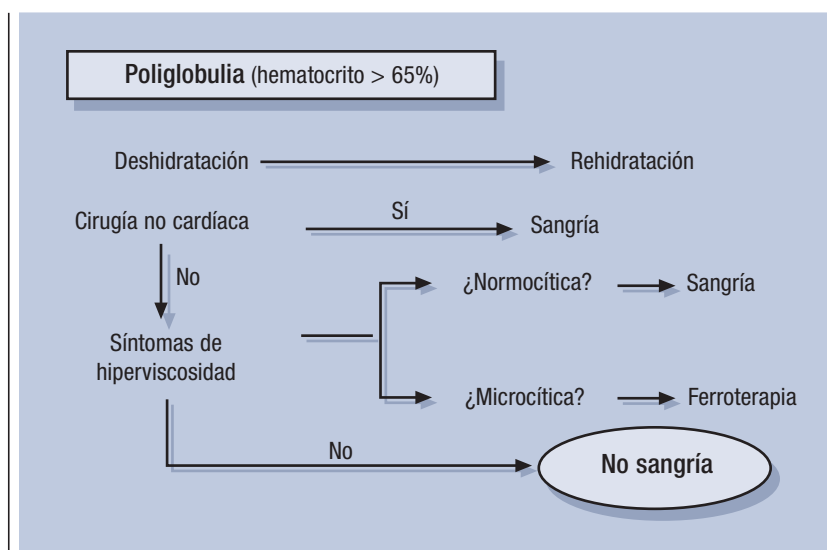 Poliglobulia (hematocrito > 65%)
Deshidratación
Rehidratación
Cirugía no cardíaca
Sí
Sangría
No
¿Normocítica?
Sangría
Síntomas de
hiperviscosidad
¿Microcítica?
Ferroterapia
No
No sangría